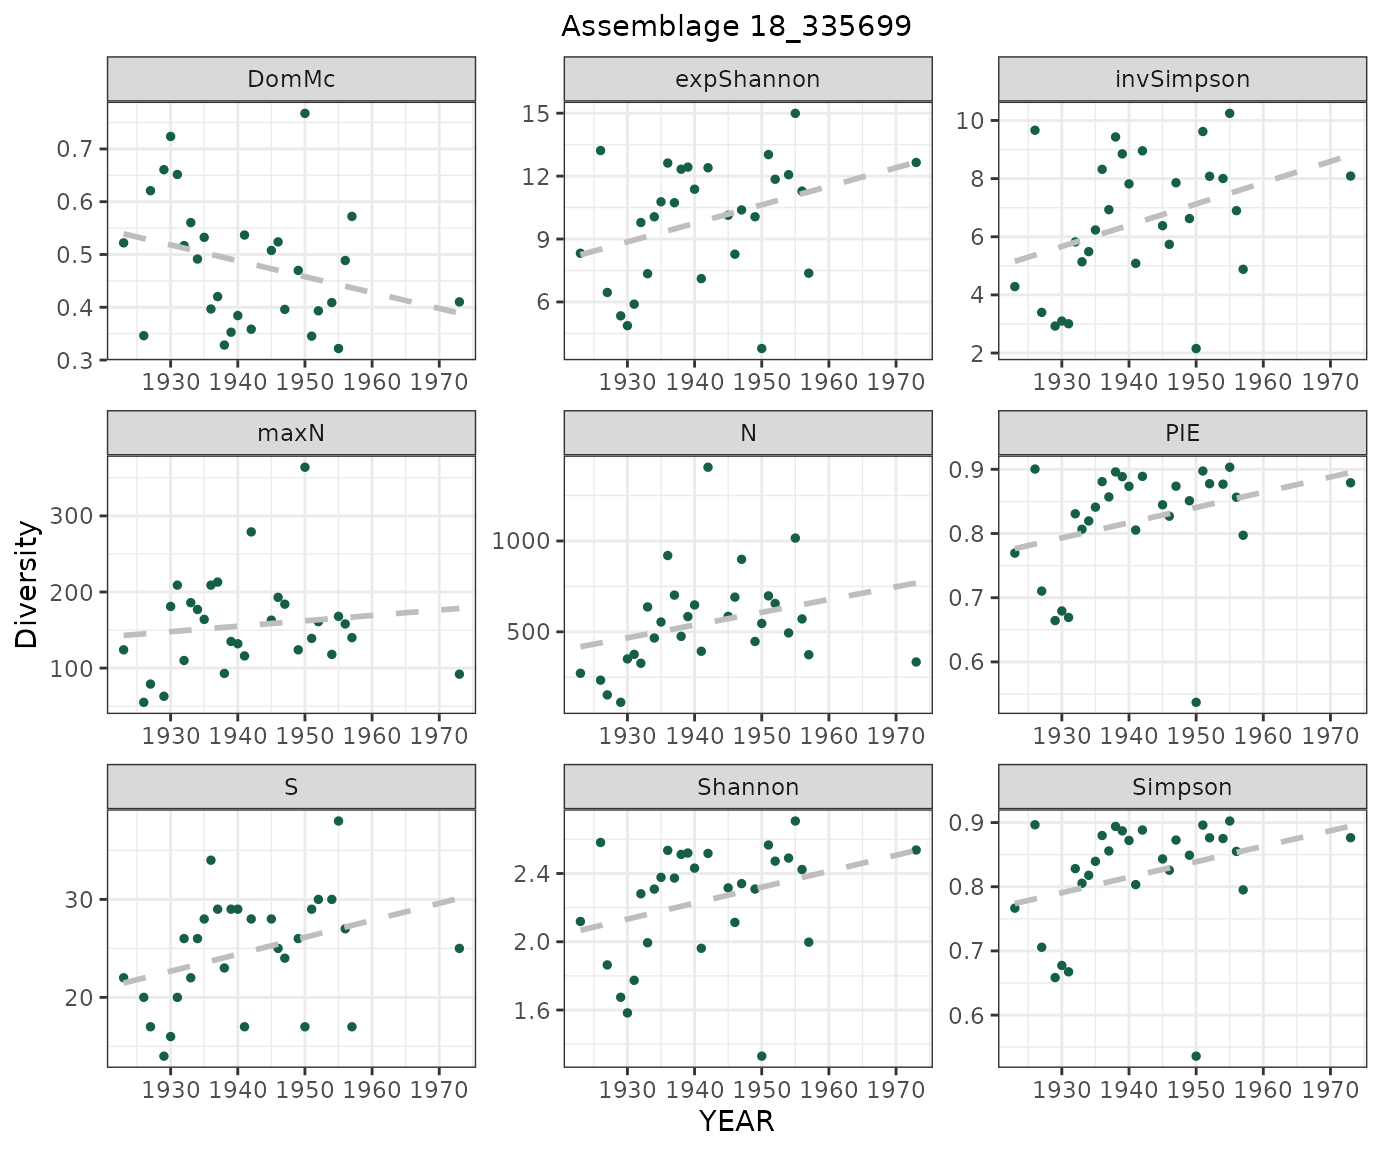 Assemblage 18_335699
DomMc
expShannon
invSimpson
0.7
0.6
0.5
0.4
0.3
15
12
9
6
10
8
6
4
2
1930 1940 1950 1960 1970
1930 1940 1950 1960 1970
1930 1940 1950 1960 1970
maxN
N
PIE
Diversity
300
200
100
1000
500
0.9
0.8
0.7
0.6
1930 1940 1950 1960 1970
1930 1940 1950 1960 1970
1930 1940 1950 1960 1970
S
Shannon
Simpson
30
20
2.4
2.0
1.6
0.9
0.8
0.7
0.6
1930 1940 1950 1960 1970
1930 1940 1950 1960 1970
1930 1940 1950 1960 1970
YEAR